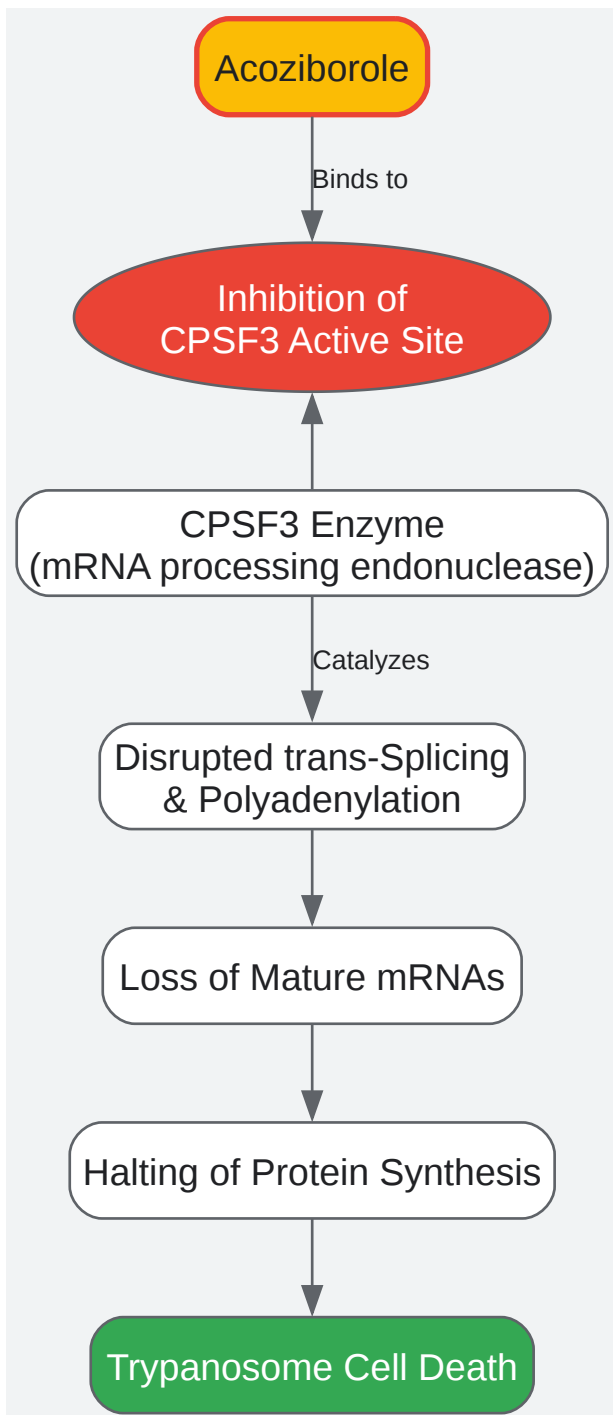 Acoziborole
Binds to
Inhibition of
CPSF3 Active Site
CPSF3 Enzyme
(mRNA processing endonuclease)
Catalyzes
Disrupted trans-Splicing
& Polyadenylation
Loss of Mature mRNAs
Halting of Protein Synthesis
Trypanosome Cell Death